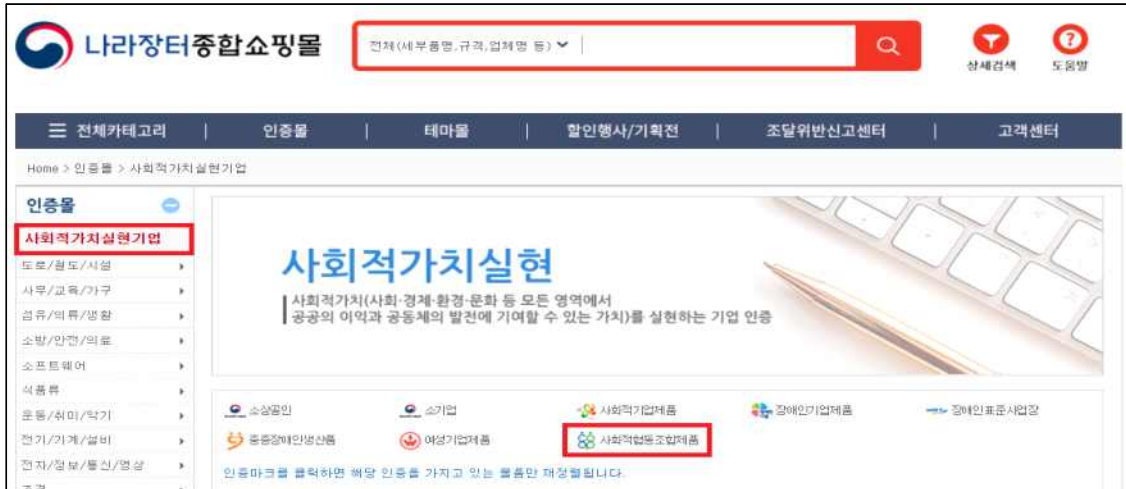 나라장터종합쇼핑몰
전체(세부품명,규격,업체명 등)
상세검색
도움말
전체카테고리 | 인증몰 | 테마몰 | 할인행사/기획전 | 조달위반신고센터 | 고객센터
Home > 인증몰 > 사회적가치실현기업
인증몰
사회적가치실현기업
도로/철도/시설
사무/교육/가구
섬유/의류/생활
소방/안전/의료
소프트웨어
식품류
운동/취미/악기
전기/기계/설비
전자/정보/통신/영상
조경
사회적가치실현
사회적가치(사회·경제·환경·문화 등 모든 영역에서
공공의 이익과 공동체의 발전에 기여할 수 있는 가치)를 실현하는 기업 인증
소상공인 소기업 사회적기업제품 장애인기업제품 장애인표준사업장
중증장애인생산품 여성기업제품 사회적협동조합제품
인증마크를 클릭하면 해당 인증을 가지고 있는 물품만 재정렬됩니다.